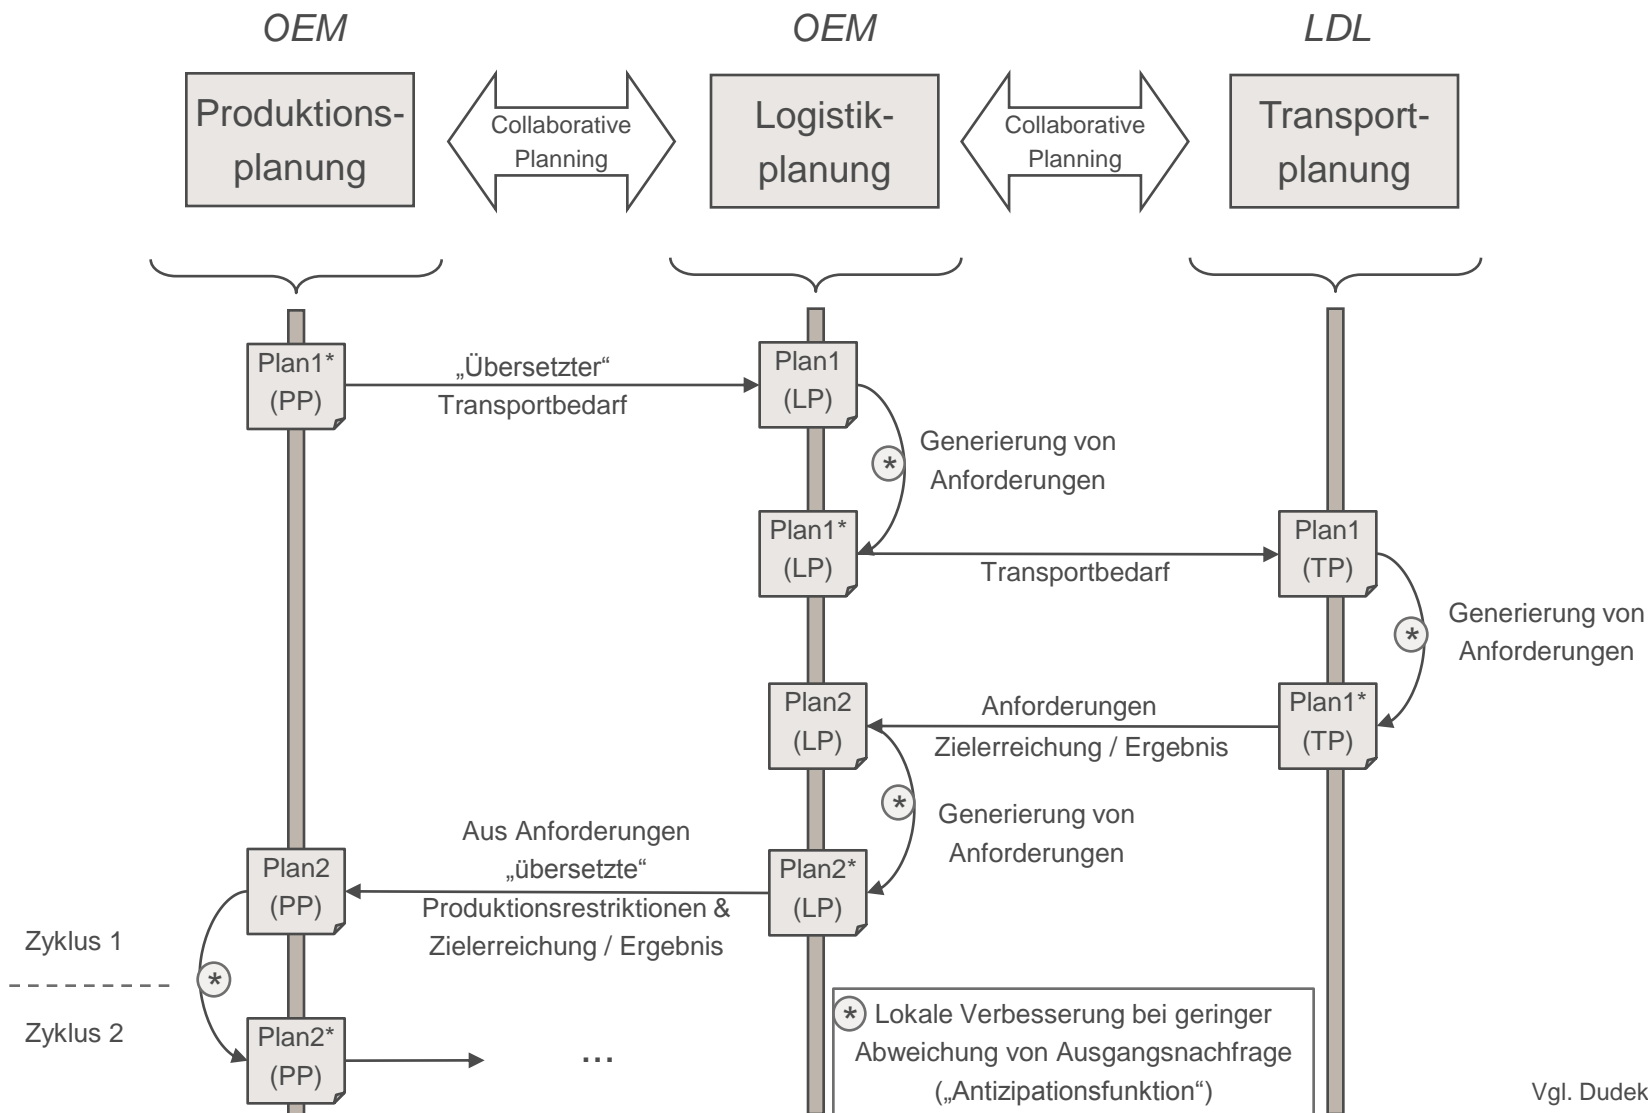 OEM
OEM
LDL
Produktions-
planung
Collaborative
Planning
Logistik-
planung
Collaborative
Planning
Transport-
planung
Plan1*
(PP)
„Übersetzter“
Transportbedarf
Plan1
(LP)
*
Generierung von
Anforderungen
Plan1*
(LP)
Transportbedarf
Plan1
(TP)
*
Generierung von
Anforderungen
Plan2
(LP)
Anforderungen
Zielerreichung / Ergebnis
Plan1*
(TP)
*
Generierung von
Anforderungen
Plan2
(PP)
Aus Anforderungen
„übersetzte“
Produktionsrestriktionen &
Zielerreichung / Ergebnis
Plan2*
(LP)
Zyklus 1
*
Zyklus 2
Plan2*
(PP)
...
* Lokale Verbesserung bei geringer
Abweichung von Ausgangsnachfrage
(„Antizipationsfunktion“)
Vgl. Dudek